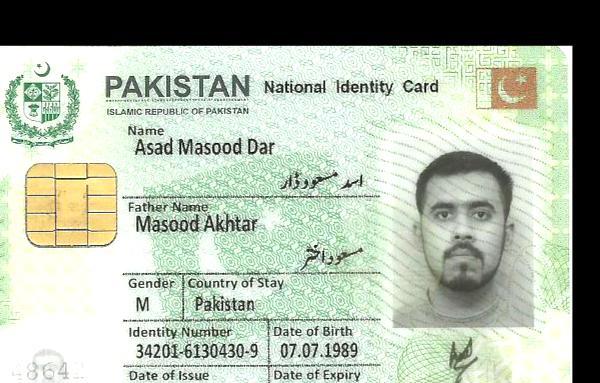 PAKISTAN National Identity Card
ISLAMIC REPUBLIC OF PAKISTAN
Name
Asad Masood Dar
اسد مسعود ڈار
Father Name
Masood Akhtar
مسعود اختر
Gender Country of Stay
M Pakistan
Identity Number Date of Birth
34201-6130430-9 07.07.1989
Date of Issue Date of Expiry